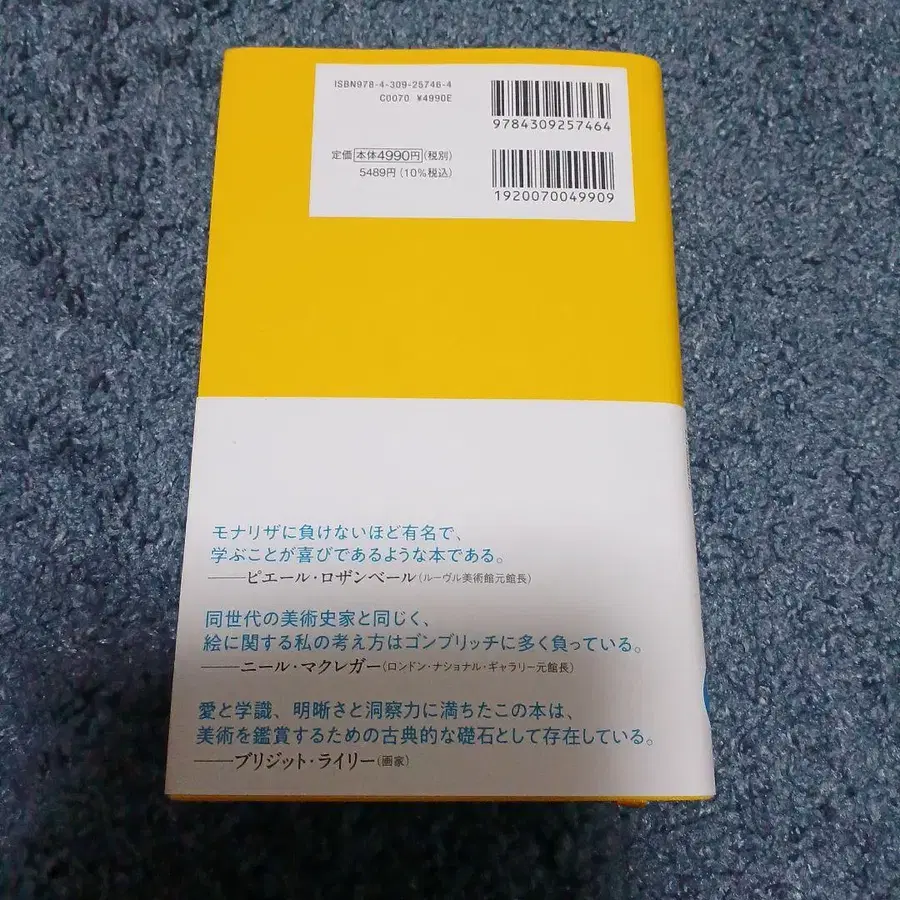 ISBN978-4-309-25746-4
C0070 ¥4990E
9784309257464
定価 本体4990円(税別)
5489円(10%税込)
1920070049909
モナリザに負けないほど有名で、
学ぶことが喜びであるような本である。
――ピエール・ロザンベール(ルーヴル美術館元館長)
同世代の美術史家と同じく、
絵に関する私の考え方はゴンブリッチに多く負っている。
――ニール・マクレガー(ロンドン・ナショナル・ギャラリー元館長)
愛と学識、明晰さと洞察力に満ちたこの本は、
美術を鑑賞するための古典的な礎石として存在している。
――ブリジット・ライリー(画家)